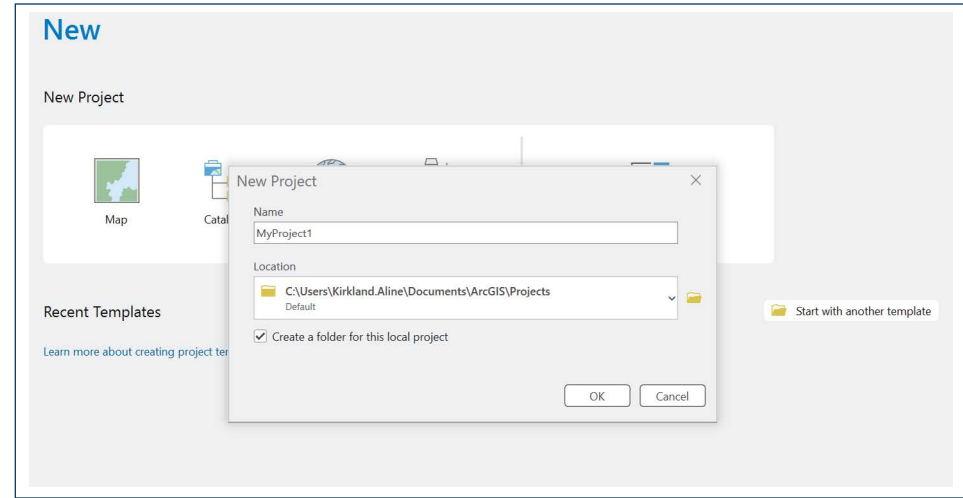 New
New Project
Map
Catal
New Project
Name
MyProject1
Location
C:\Users\Kirkland.Aline\Documents\ArcGIS\Projects
Default
Create a folder for this local project
OK Cancel
Recent Templates
Start with another template
Learn more about creating project ter